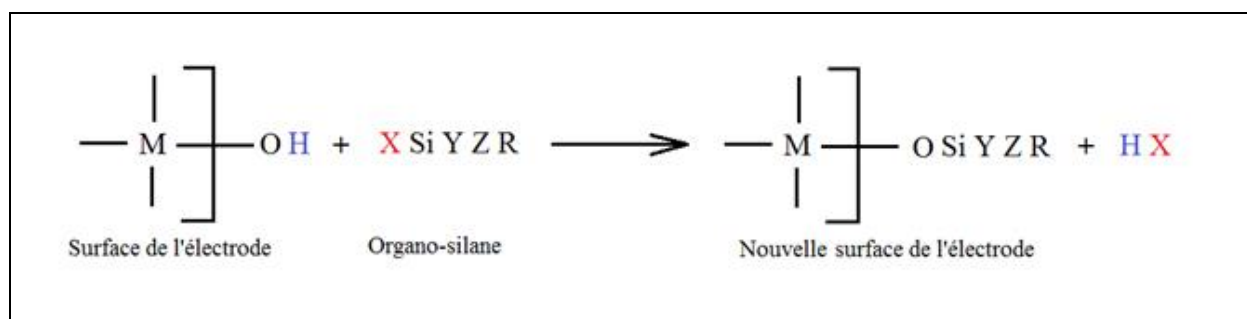 M OH + X Si Y Z R M O Si Y Z R + H X
Surface de l'électrode Organo-silane Nouvelle surface de l'électrode